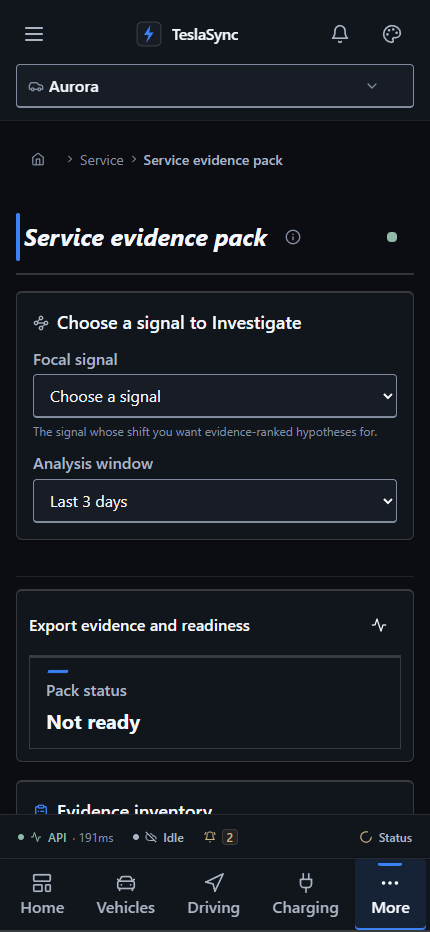 TeslaSync
Aurora
Service
Service evidence pack
Service evidence pack
Choose a signal to Investigate
Focal signal
Choose a signal
The signal whose shift you want evidence-ranked hypotheses for.
Analysis window
Last 3 days
Export evidence and readiness
Pack status
Not ready
Evidence inventory
API · 191ms Idle 2 Status
Home Vehicles Driving Charging More